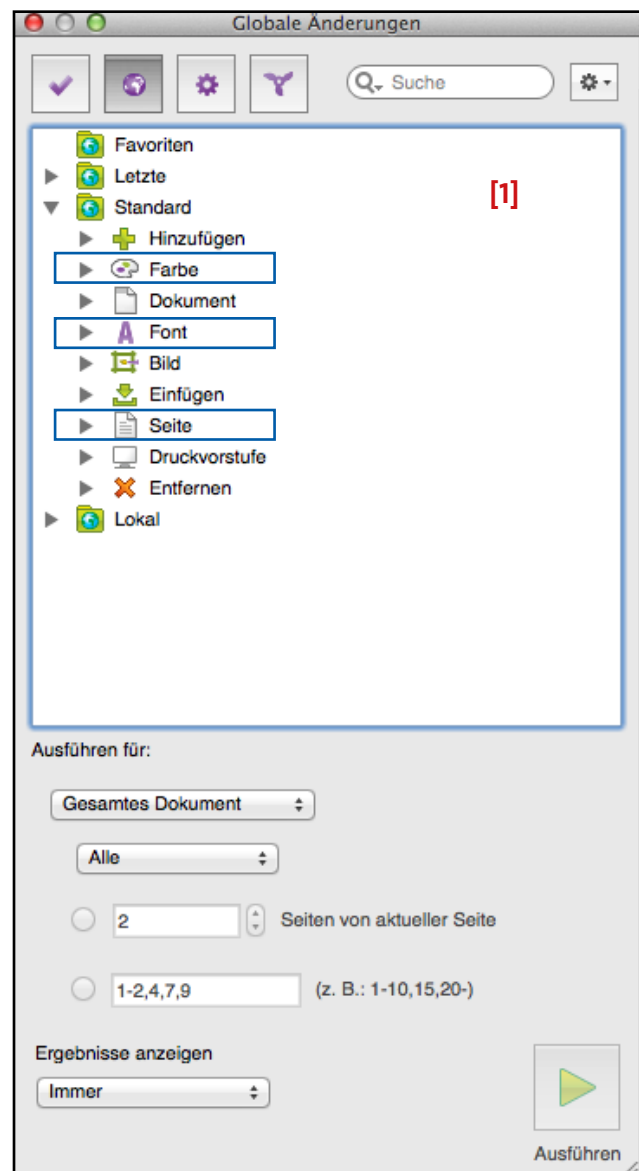 Globale Änderungen
Suche
Favoriten
Letzte
[1]
Standard
Hinzufügen
Farbe
Dokument
Font
Bild
Einfügen
Seite
Druckvorstufe
Entfernen
Lokal
Ausführen für:
Gesamtes Dokument
Alle
2 Seiten von aktueller Seite
1-2,4,7,9 (z. B.: 1-10,15,20-)
Ergebnisse anzeigen
Immer
Ausführen